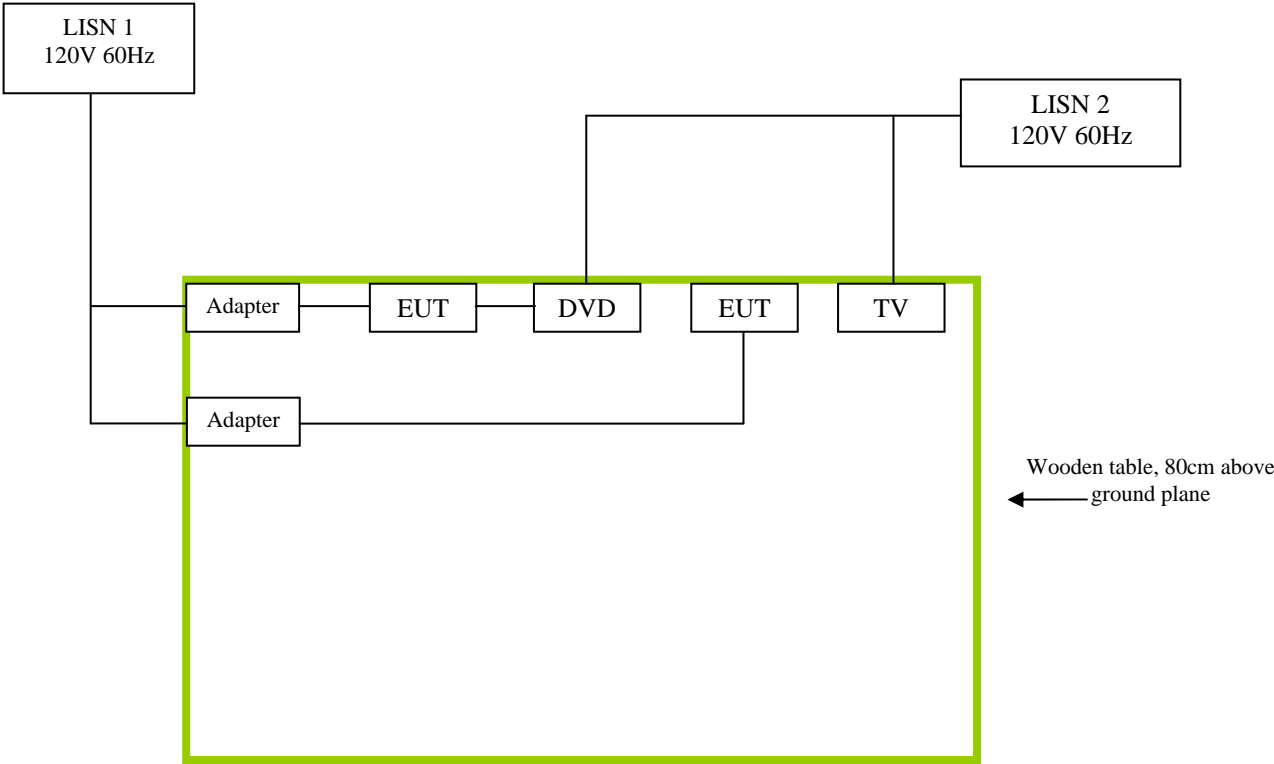 LISN 1
120V 60Hz
LISN 2
120V 60Hz
Adapter
EUT
DVD
EUT
TV
Adapter
Wooden table, 80cm above
ground plane